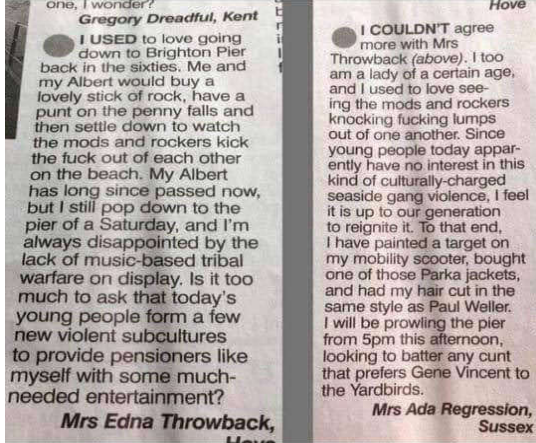 one, I wonder?
Gregory Dreadful, Kent
I USED to love going
down to Brighton Pier
back in the sixties. Me and
my Albert would buy a
lovely stick of rock, have a
punt on the penny falls and
then settle down to watch
the mods and rockers kick
the fuck out of each other
on the beach. My Albert
has long since passed now,
but I still pop down to the
pier of a Saturday, and I'm
always disappointed by the
lack of music-based tribal
warfare on display. Is it too
much to ask that today's
young people form a few
new violent subcultures
to provide pensioners like
myself with some much-
needed entertainment?
Mrs Edna Throwback,
Hove
Hove
I COULDN'T agree
more with Mrs
Throwback (above). I too
am a lady of a certain age,
and I used to love see-
ing the mods and rockers
knocking fucking lumps
out of one another. Since
young people today appar-
ently have no interest in this
kind of culturally-charged
seaside gang violence, I feel
it is up to our generation
to reignite it. To that end,
I have painted a target on
my mobility scooter, bought
one of those Parka jackets,
and had my hair cut in the
same style as Paul Weller.
I will be prowling the pier
from 5pm this afternoon,
looking to batter any cunt
that prefers Gene Vincent to
the Yardbirds.
Mrs Ada Regression,
Sussex